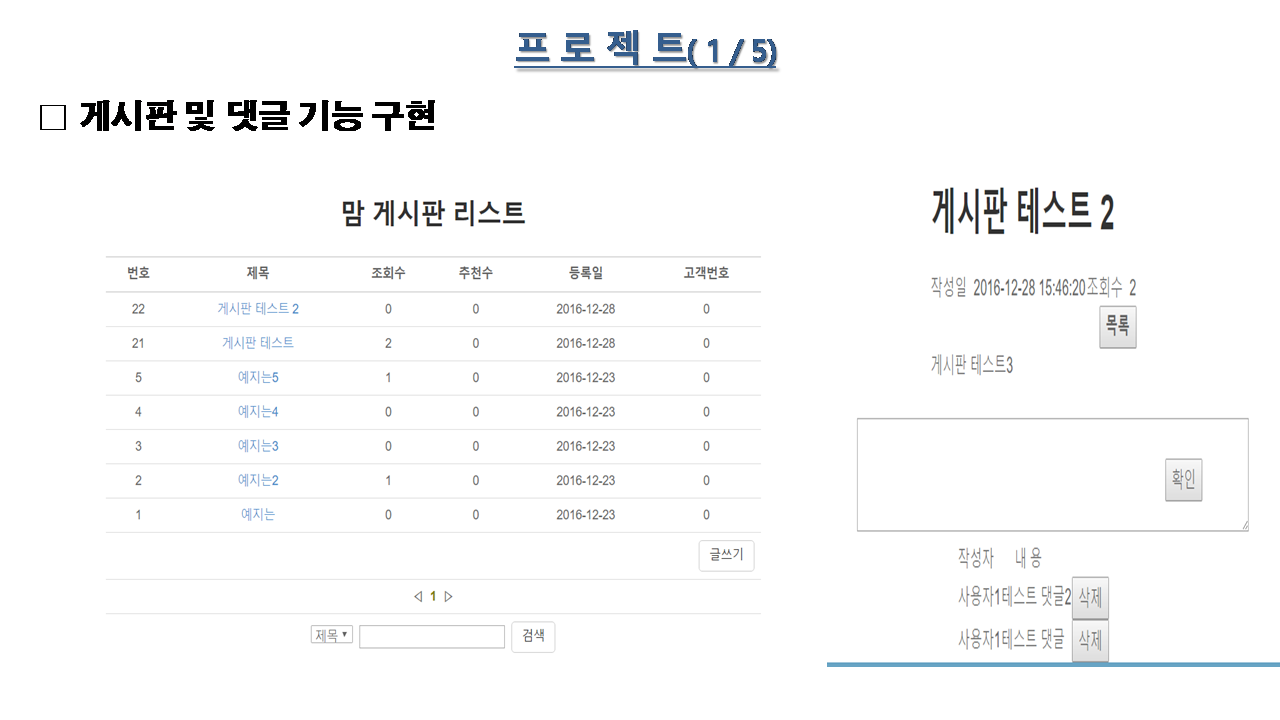 프 로 젝 트( 1 / 5)
□ 게시판 및 댓글 기능 구현
맘 게시판 리스트
번호 제목 조회수 추천수 등록일 고객번호
22 게시판 테스트 2 0 0 2016-12-28 0
21 게시판 테스트 2 0 2016-12-28 0
5 예지는5 1 0 2016-12-23 0
4 예지는4 0 0 2016-12-23 0
3 예지는3 0 0 2016-12-23 0
2 예지는2 1 0 2016-12-23 0
1 예지는 0 0 2016-12-23 0
글쓰기
◁ 1 ▷
제목 ▼ 검색
게시판 테스트 2
작성일 2016-12-28 15:46:20조회수 2
목록
게시판 테스트3
확인
작성자 내 용
사용자1테스트 댓글2 삭제
사용자1테스트 댓글 삭제